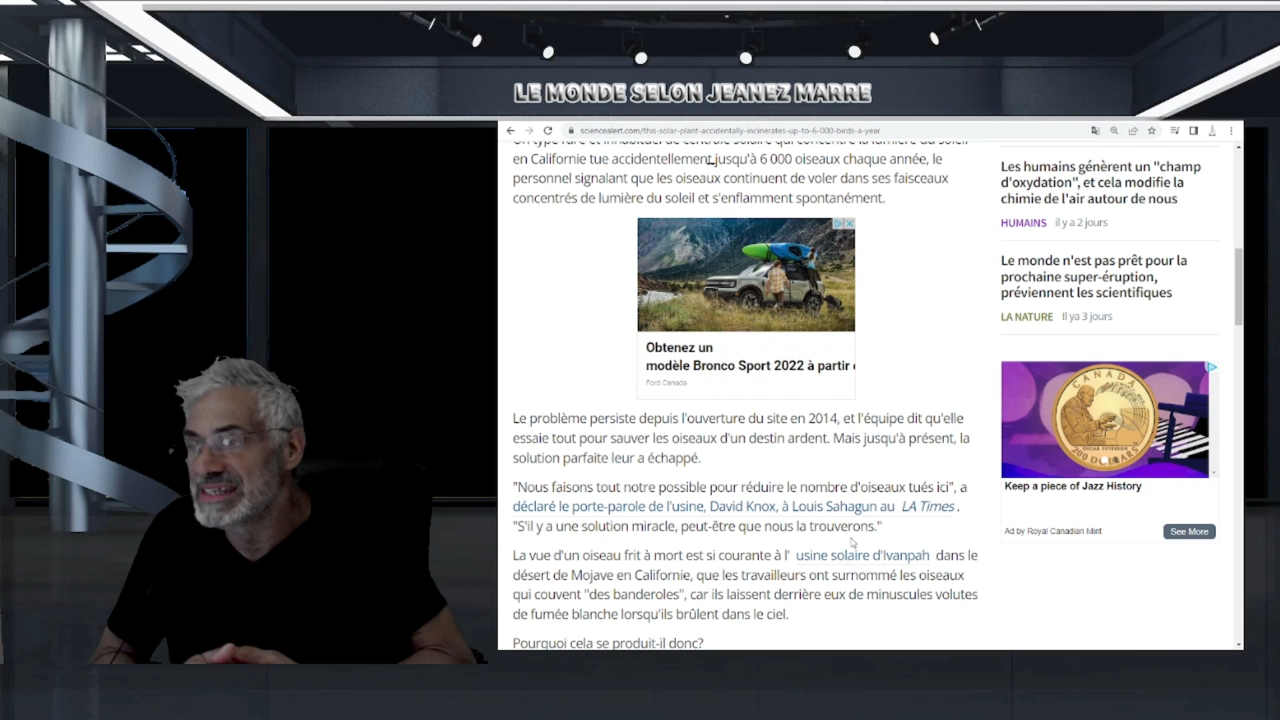 LE MONDE SELON JEANEZ MARRE
sciencealert.com/this-solar-plant-accidentally-incinerates-up-to-6-000-birds-a-year
Un type rare et inhabituel de centrale solaire qui concentre la lumière du soleil
en Californie tue accidentellement jusqu'à 6 000 oiseaux chaque année, le
personnel signalant que les oiseaux continuent de voler dans ses faisceaux
concentrés de lumière du soleil et s'enflamment spontanément.
Obtenez un
modèle Bronco Sport 2022 à partir
Ford Canada
Le problème persiste depuis l'ouverture du site en 2014, et l'équipe dit qu'elle
essaie tout pour sauver les oiseaux d'un destin ardent. Mais jusqu'à présent, la
solution parfaite leur a échappé.
"Nous faisons tout notre possible pour réduire le nombre d'oiseaux tués ici", a
déclaré le porte-parole de l'usine, David Knox, à Louis Sahagun au LA Times .
"S'il y a une solution miracle, peut-être que nous la trouverons."
La vue d'un oiseau frit à mort est si courante à l' usine solaire d'Ivanpah dans le
désert de Mojave en Californie, que les travailleurs ont surnommé les oiseaux
qui couvent "des banderoles", car ils laissent derrière eux de minuscules volutes
de fumée blanche lorsqu'ils brûlent dans le ciel.
Pourquoi cela se produit-il donc?
Les humains génèrent un "champ
d'oxydation", et cela modifie la
chimie de l'air autour de nous
HUMAINS il y a 2 jours
Le monde n'est pas prêt pour la
prochaine super-éruption,
préviennent les scientifiques
LA NATURE Il y a 3 jours
CANADA
OSCAR PETERSON
200 DOLLARS
Keep a piece of Jazz History
Ad by Royal Canadian Mint
See More